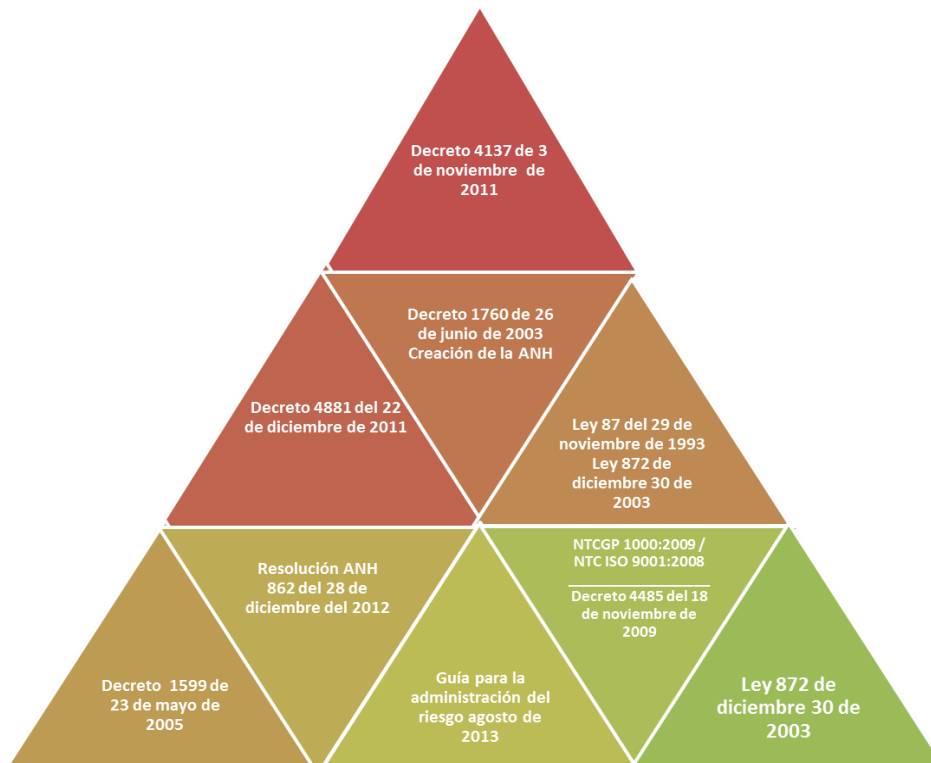 Decreto 4137 de 3
de noviembre de
2011
Decreto 1760 de 26
de junio de 2003
Creación de la ANH
Decreto 4881 del 22
de diciembre de 2011
Ley 87 del 29 de
noviembre de 1993
Ley 872 de
diciembre 30 de
2003
Resolución ANH
862 del 28 de
diciembre del 2012
NTCGP 1000:2009 /
NTC ISO 9001:2008
Decreto 4485 del 18
de noviembre de
2009
Decreto 1599 de
23 de mayo de
2005
Guía para la
administración del
riesgo agosto de
2013
Ley 872 de
diciembre 30 de
2003